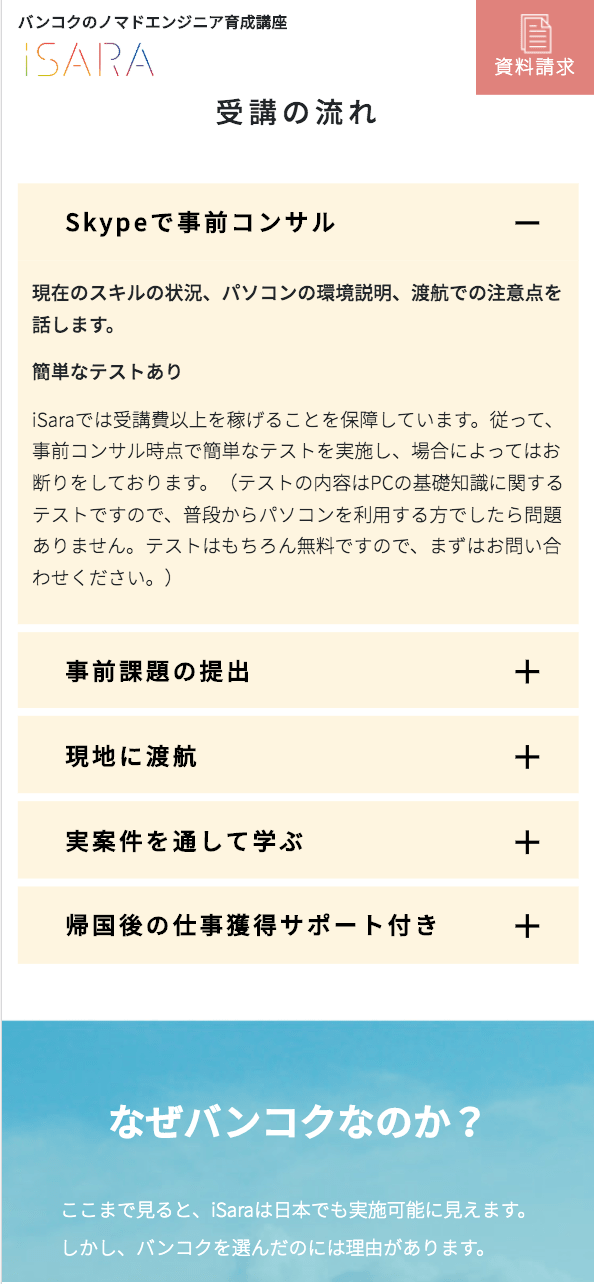 バンコクのノマドエンジニア育成講座
iSARA
資料請求
受講の流れ
Skypeで事前コンサル
現在のスキルの状況、パソコンの環境説明、渡航での注意点を
話します。
簡単なテストあり
iSaraでは受講費以上を稼げることを保障しています。従って、
事前コンサル時点で簡単なテストを実施し、場合によってはお
断りをしております。（テストの内容はPCの基礎知識に関する
テストですので、普段からパソコンを利用する方でしたら問題
ありません。テストはもちろん無料ですので、まずはお問い合
わせください。）
事前課題の提出
現地に渡航
実案件を通して学ぶ
帰国後の仕事獲得サポート付き
なぜバンコクなのか？
ここまで見ると、iSaraは日本でも実施可能に見えます。
しかし、バンコクを選んだのには理由があります。